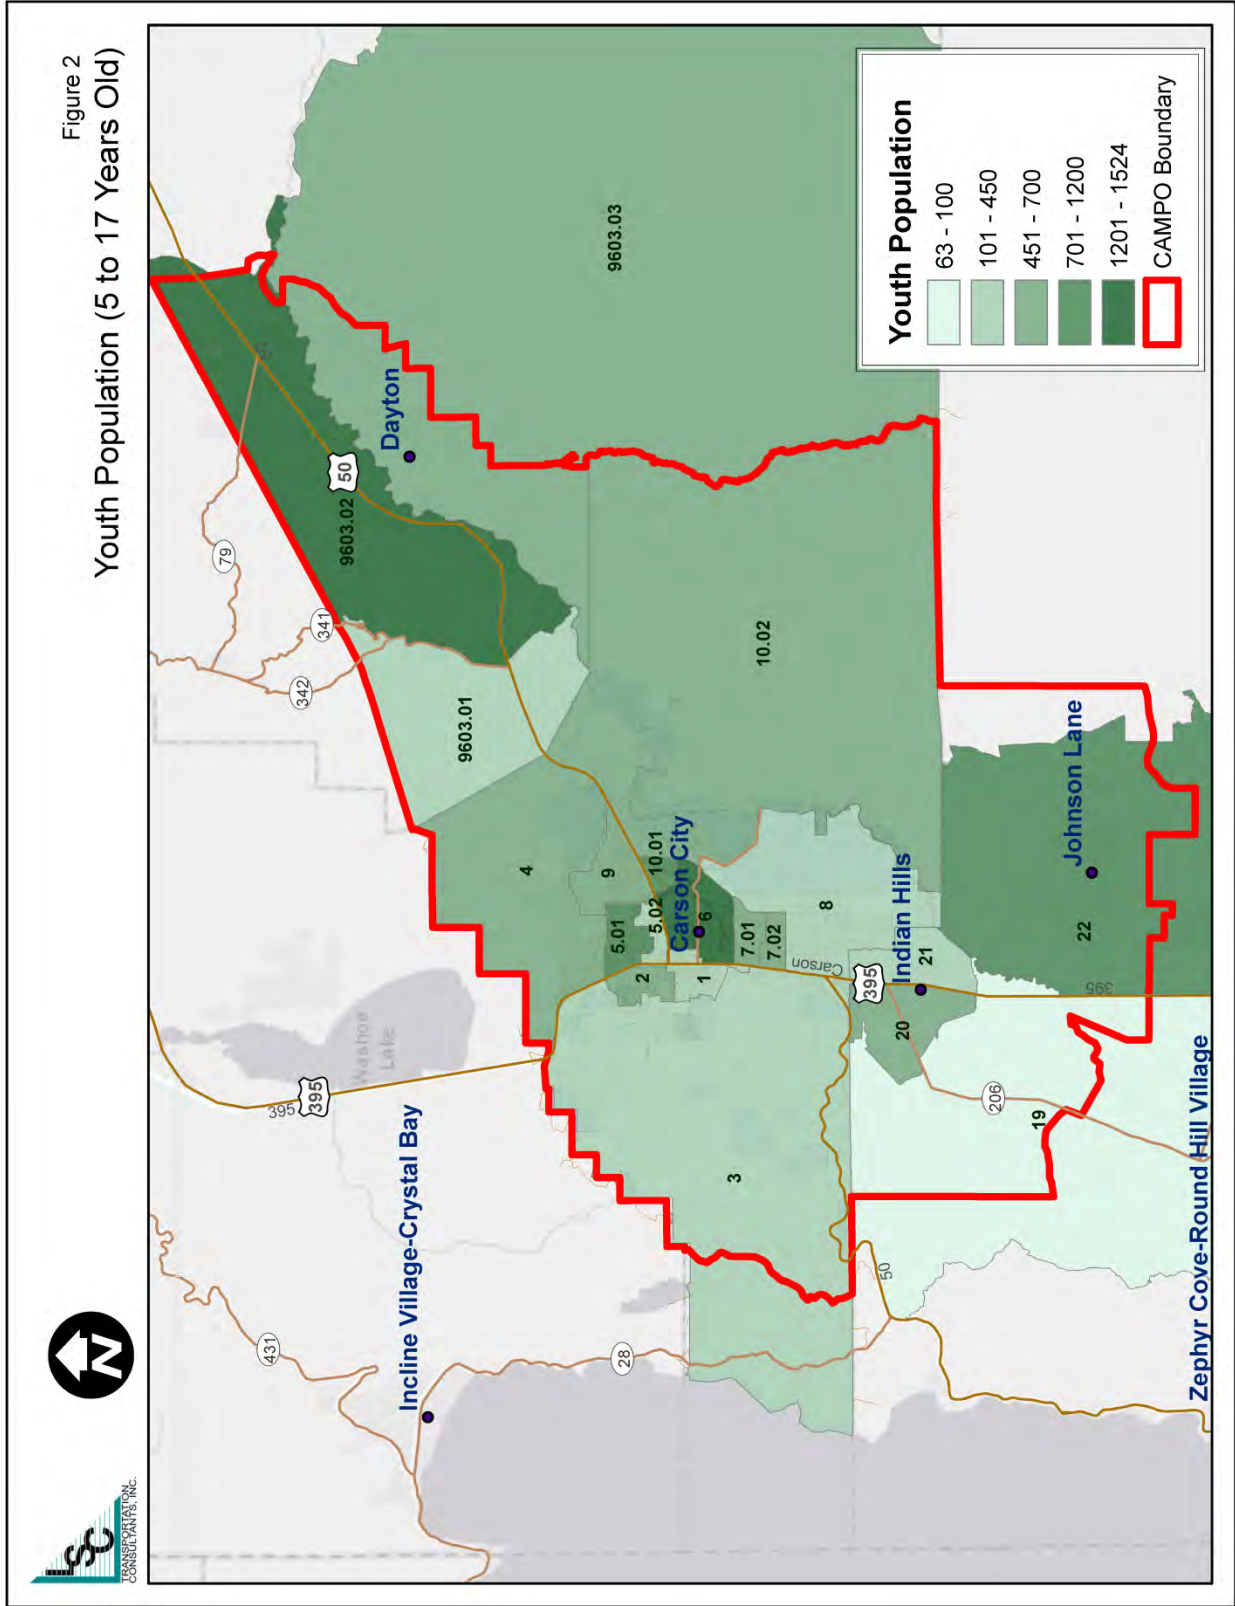 Figure 2
Youth Population (5 to 17 Years Old)
LSC
TRANSPORTATION
CONSULTANTS, INC.
N
431
Incline Village-Crystal Bay
28
395
395
Washoe
Lake
342
341
79
50
9603.02
Dayton
9603.01
9603.03
4
9
5.01
5.02
10.01
2
Carson City
6
1
7.01
7.02
3
10.02
8
Carson
395
Indian Hills
21
20
50
206
19
395
22
Johnson Lane
Zephyr Cove-Round Hill Village
Youth Population
63 - 100
101 - 450
451 - 700
701 - 1200
1201 - 1524
CAMPO Boundary